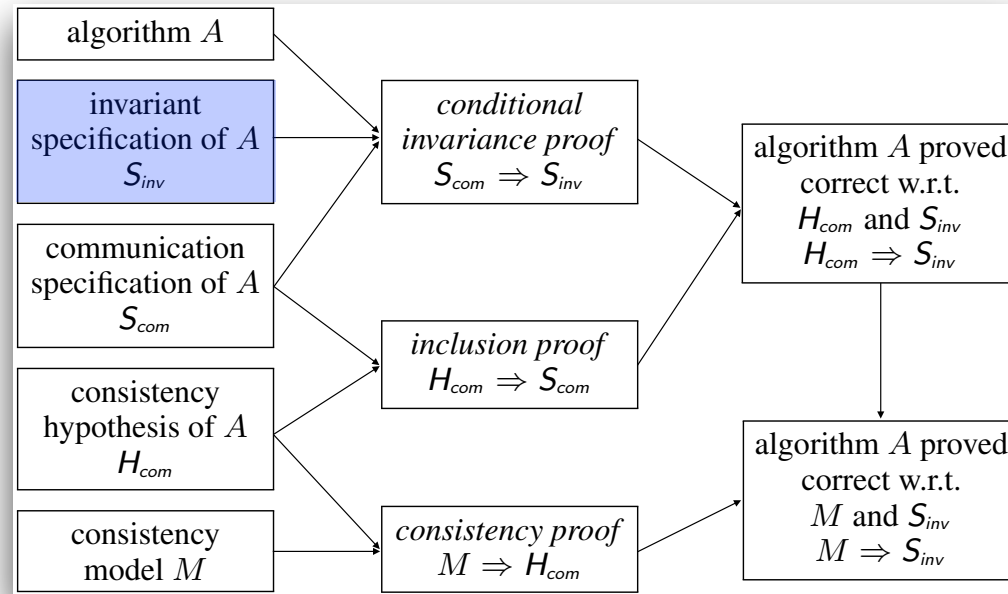 algorithm A
invariant
specification of A
S_inv
communication
specification of A
S_com
consistency
hypothesis of A
H_com
consistency
model M
conditional
invariance proof
S_com ⇒ S_inv
inclusion proof
H_com ⇒ S_com
consistency proof
M ⇒ H_com
algorithm A proved
correct w.r.t.
H_com and S_inv
H_com ⇒ S_inv
algorithm A proved
correct w.r.t.
M and S_inv
M ⇒ S_inv